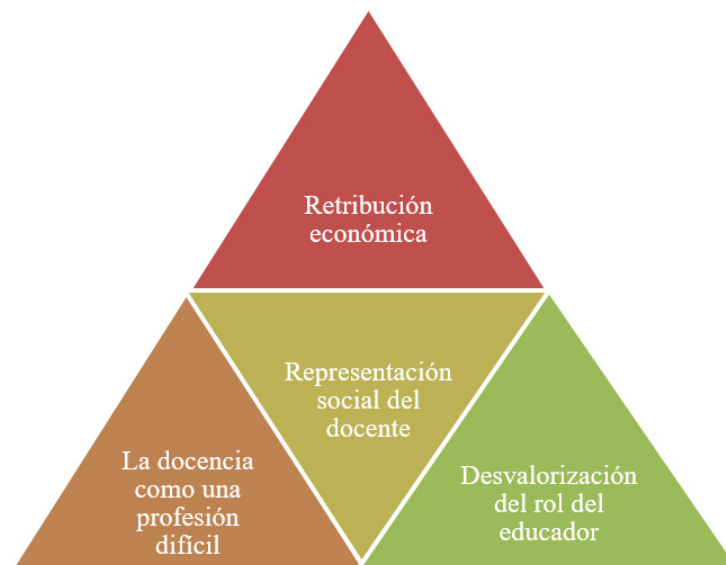 Retribución
económica
Representación
social del
docente
La docencia
como una
profesión
difícil
Desvalorización
del rol del
educador